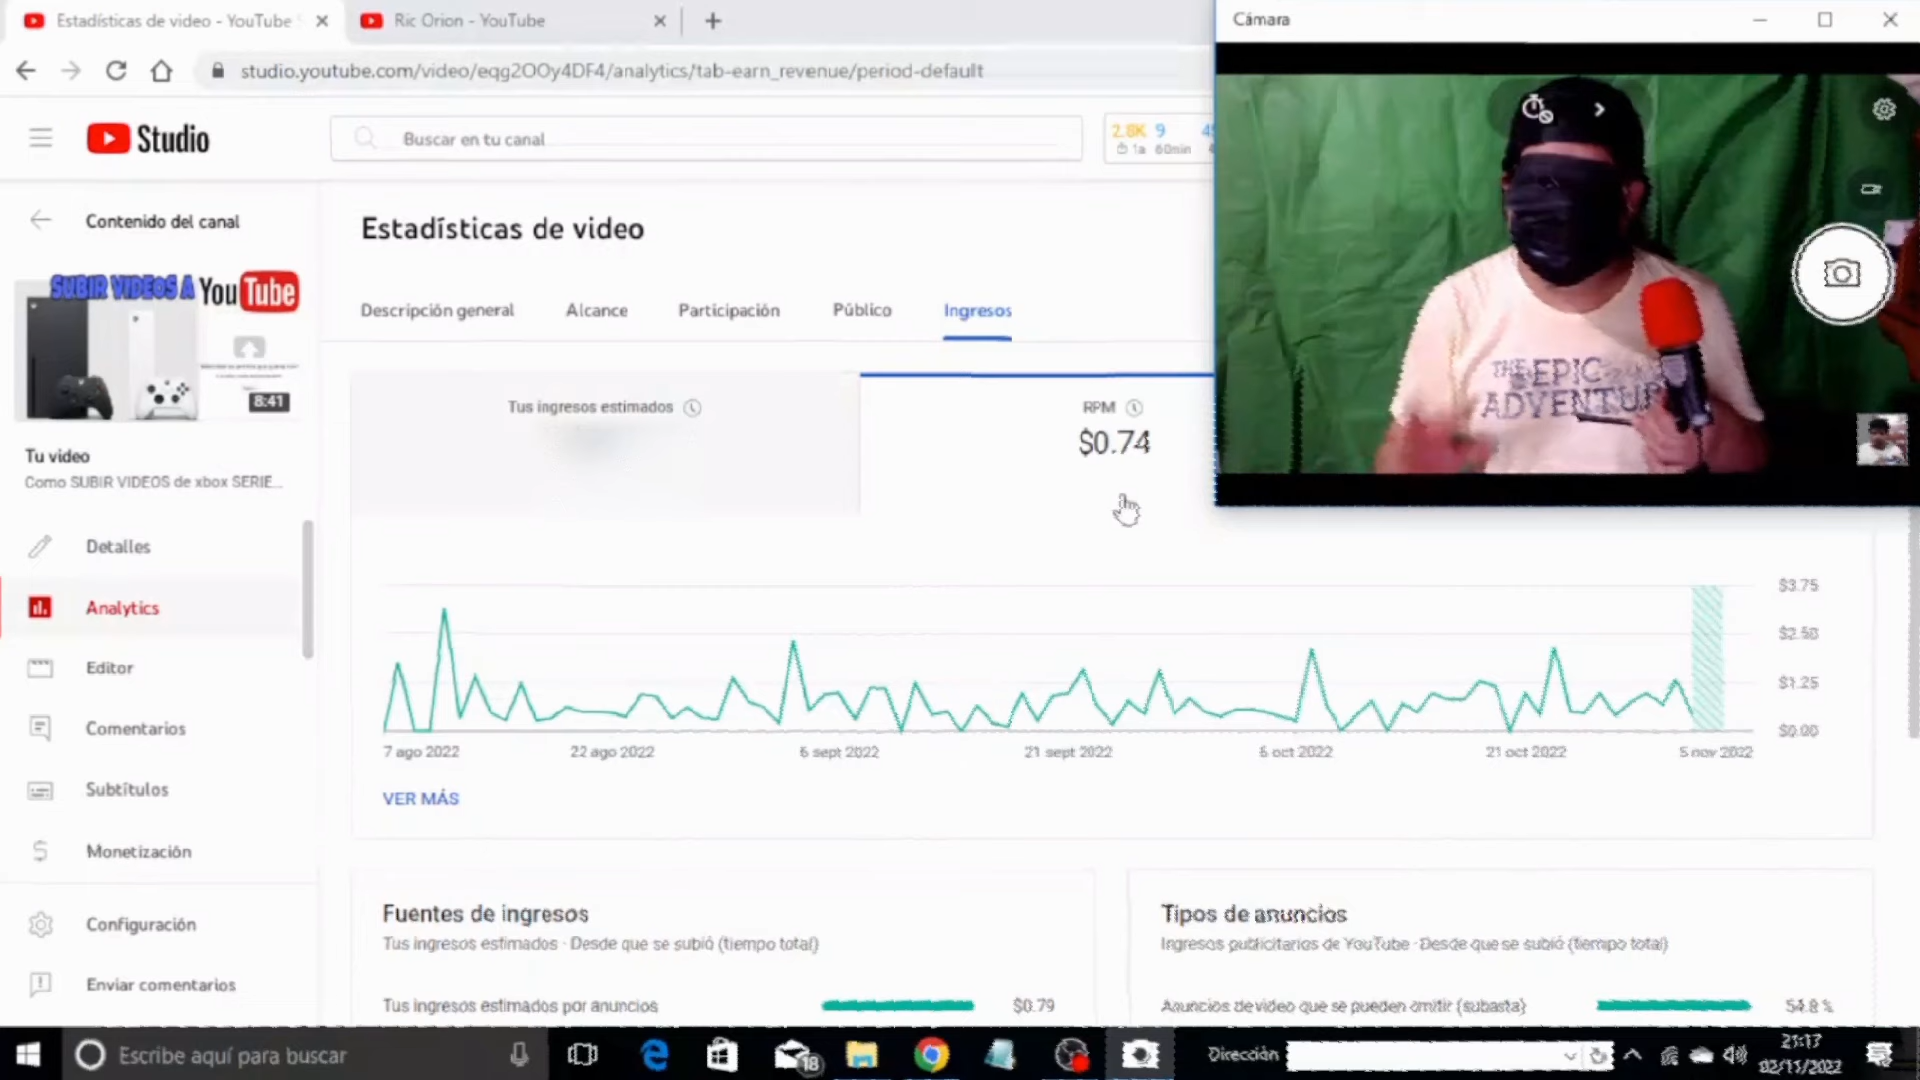 Estadísticas de video - YouTube S
Ric Orion - YouTube
Cámara
studio.youtube.com/video/eqg2OOy4DF4/analytics/tab-earn_revenue/period-default
Studio
Buscar en tu canal
2.8K 9
1a 60min
Contenido del canal
SUBIR VIDEOS A YouTube
8:41
Tu video
Como SUBIR VIDEOS de xbox SERIE...
Detalles
Analytics
Editor
Comentarios
Subtítulos
Monetización
Configuración
Enviar comentarios
Estadísticas de video
Descripción general
Alcance
Participación
Público
Ingresos
Tus ingresos estimados
RPM
$0.74
THE EPIC
ADVENTUR
$3.75
$2.50
$1.25
$0.00
7 ago 2022
22 ago 2022
6 sept 2022
21 sept 2022
6 oct 2022
21 oct 2022
5 nov 2022
VER MÁS
Fuentes de ingresos
Tus ingresos estimados · Desde que se subió (tiempo total)
Tus ingresos estimados por anuncios
$0.79
Tipos de anuncios
Ingresos publicitarios de YouTube · Desde que se subió (tiempo total)
Anuncios de video que se pueden omitir (subasta)
54.8 %
Escribe aquí para buscar
18
Dirección
21:17
02/11/2022